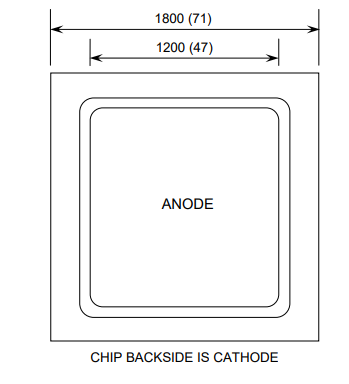 1800 (71)
1200 (47)
ANODE
CHIP BACKSIDE IS CATHODE